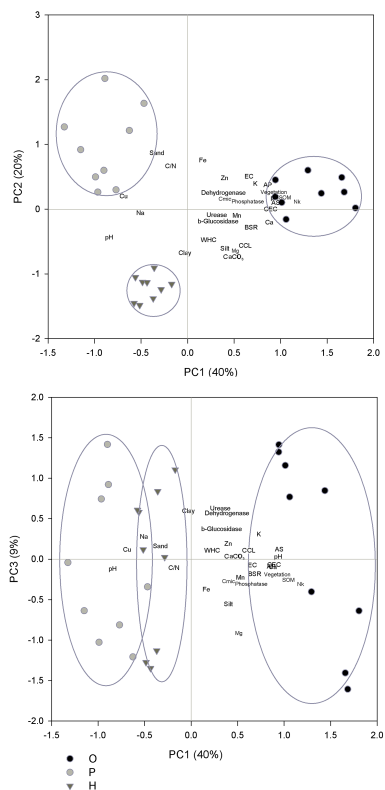 3
2
1
0
-1
-2
PC2 (20%)
Sand
C/N
Fe
Zn
EC
K
AP
Cu
Dehydrogenase
Vegetation
Cmic
Phosphatase
SOM
AS
Nk
CEC
Na
Urease
Mn
b-Glucosidase
Ca
BSR
pH
WHC
CCL
Silt
Mg
Clay
CaCO3
-1.5 -1.0 -0.5 0.0 0.5 1.0 1.5 2.0
PC1 (40%)
2.0
1.5
1.0
0.5
0.0
-0.5
-1.0
-1.5
-2.0
PC3 (9%)
Clay
Urease
Dehydrogenase
b-Glucosidase
K
Na
Zn
Cu
Sand
WHC
CCL
AS
CaCO3
pH
pH
C/N
EC
CEC
BSR
Vegetation
Mn
Cmic
Phosphatase
SOM
Nk
Fe
Silt
Mg
-1.5 -1.0 -0.5 0.0 0.5 1.0 1.5 2.0
PC1 (40%)
O
P
H